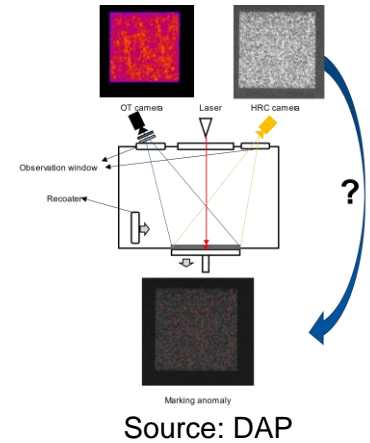 OT camera Laser HRC camera
Observation window
Recoater
?
Marking anomaly
Source: DAP